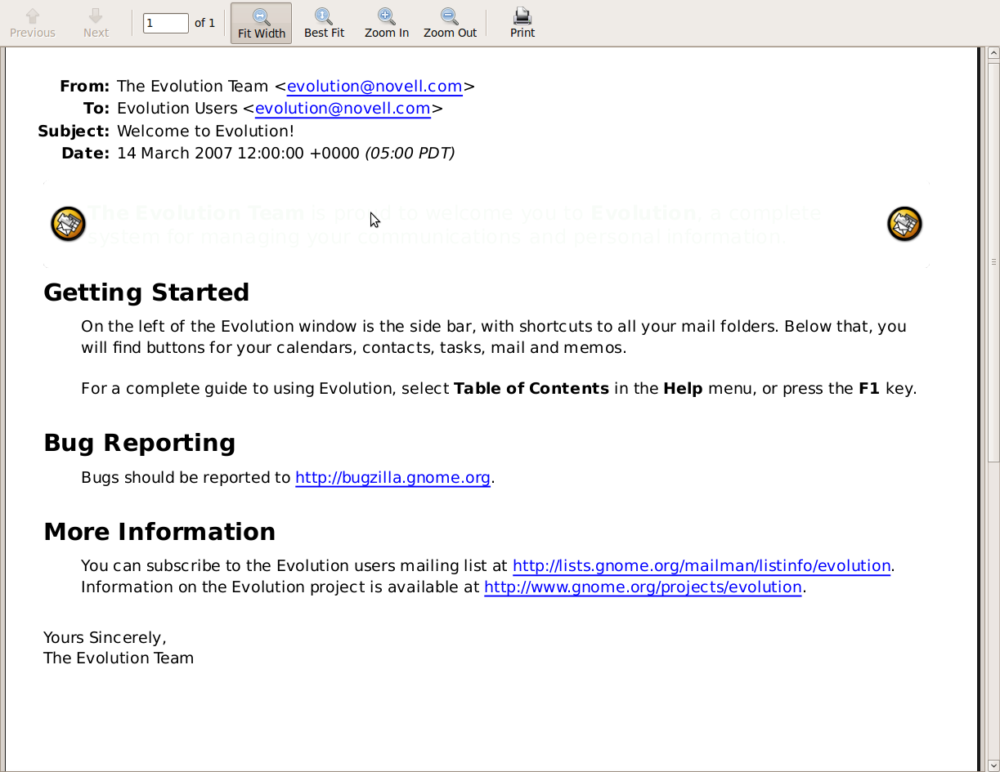 Previous Next 1 of 1 Fit Width Best Fit Zoom In Zoom Out Print
From: The Evolution Team <evolution@novell.com>
To: Evolution Users <evolution@novell.com>
Subject: Welcome to Evolution!
Date: 14 March 2007 12:00:00 +0000 (05:00 PDT)
The Evolution Team is proud to welcome you to Evolution, a complete
system for managing your communications and personal information.
Getting Started
On the left of the Evolution window is the side bar, with shortcuts to all your mail folders. Below that, you
will find buttons for your calendars, contacts, tasks, mail and memos.
For a complete guide to using Evolution, select Table of Contents in the Help menu, or press the F1 key.
Bug Reporting
Bugs should be reported to http://bugzilla.gnome.org.
More Information
You can subscribe to the Evolution users mailing list at http://lists.gnome.org/mailman/listinfo/evolution.
Information on the Evolution project is available at http://www.gnome.org/projects/evolution.
Yours Sincerely,
The Evolution Team